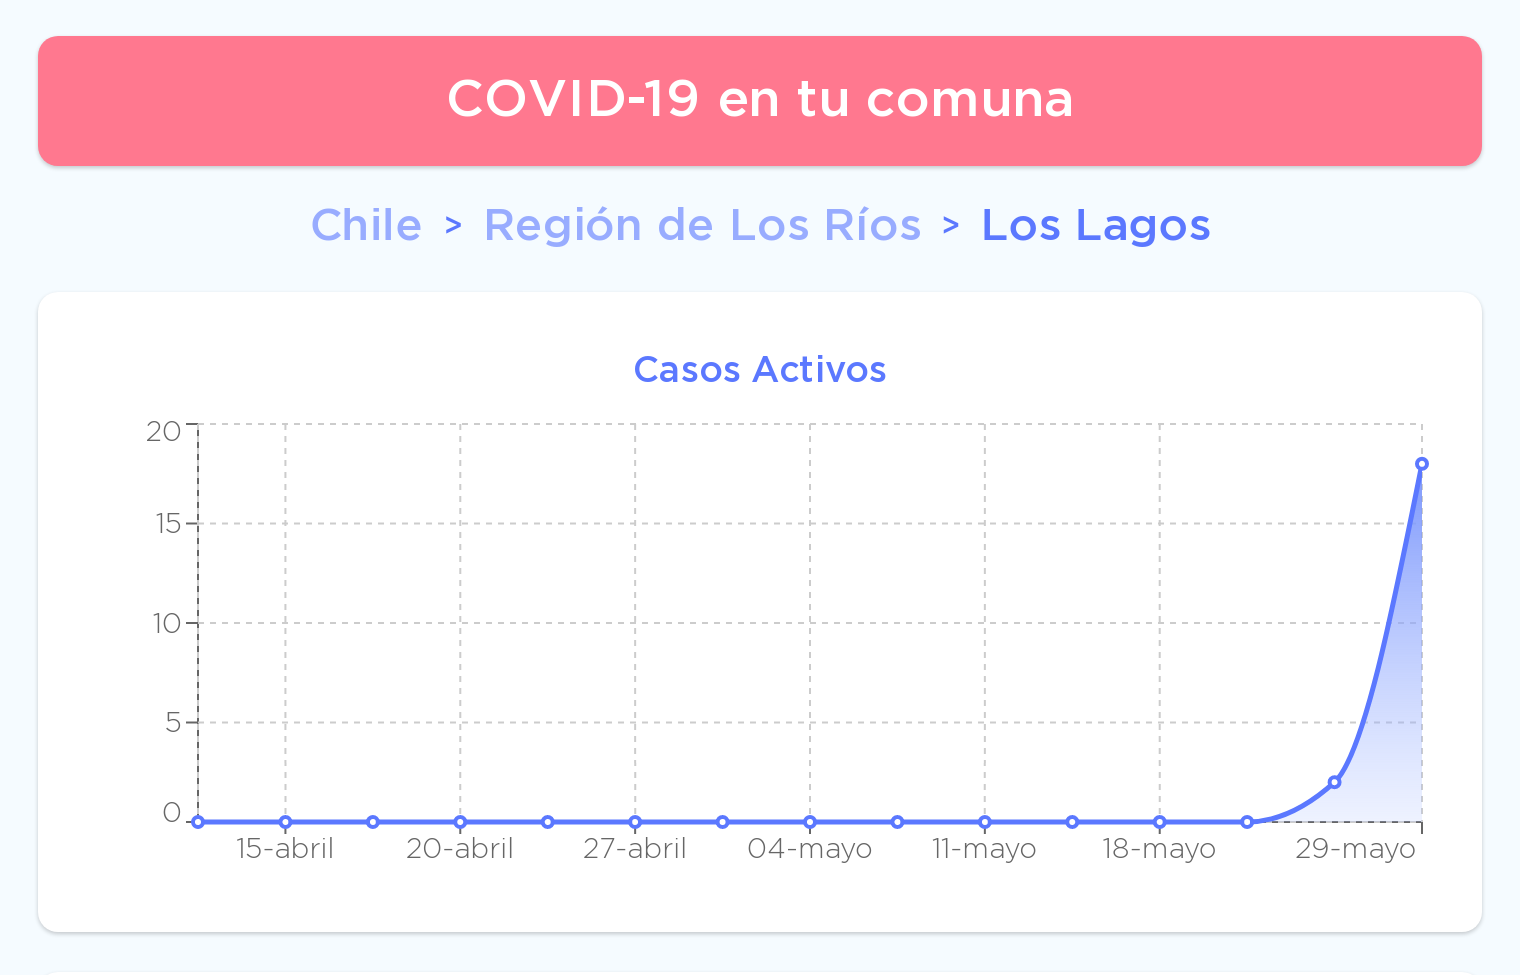 COVID-19 en tu comuna
Chile > Región de Los Ríos > Los Lagos
Casos Activos
20
15
10
5
0
15-abril 20-abril 27-abril 04-mayo 11-mayo 18-mayo 29-mayo